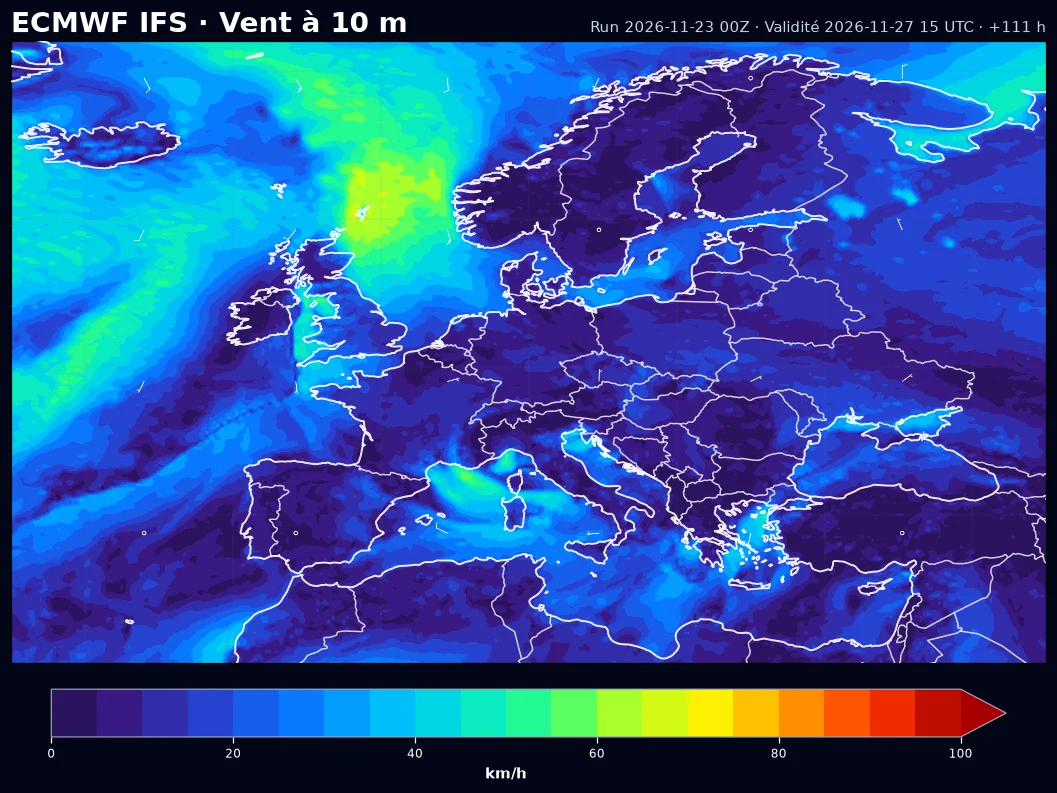 ECMWF IFS · Vent à 10 m
Run 2026-11-23 00Z · Validité 2026-11-27 15 UTC · +111 h
0 20 40 60 80 100
km/h